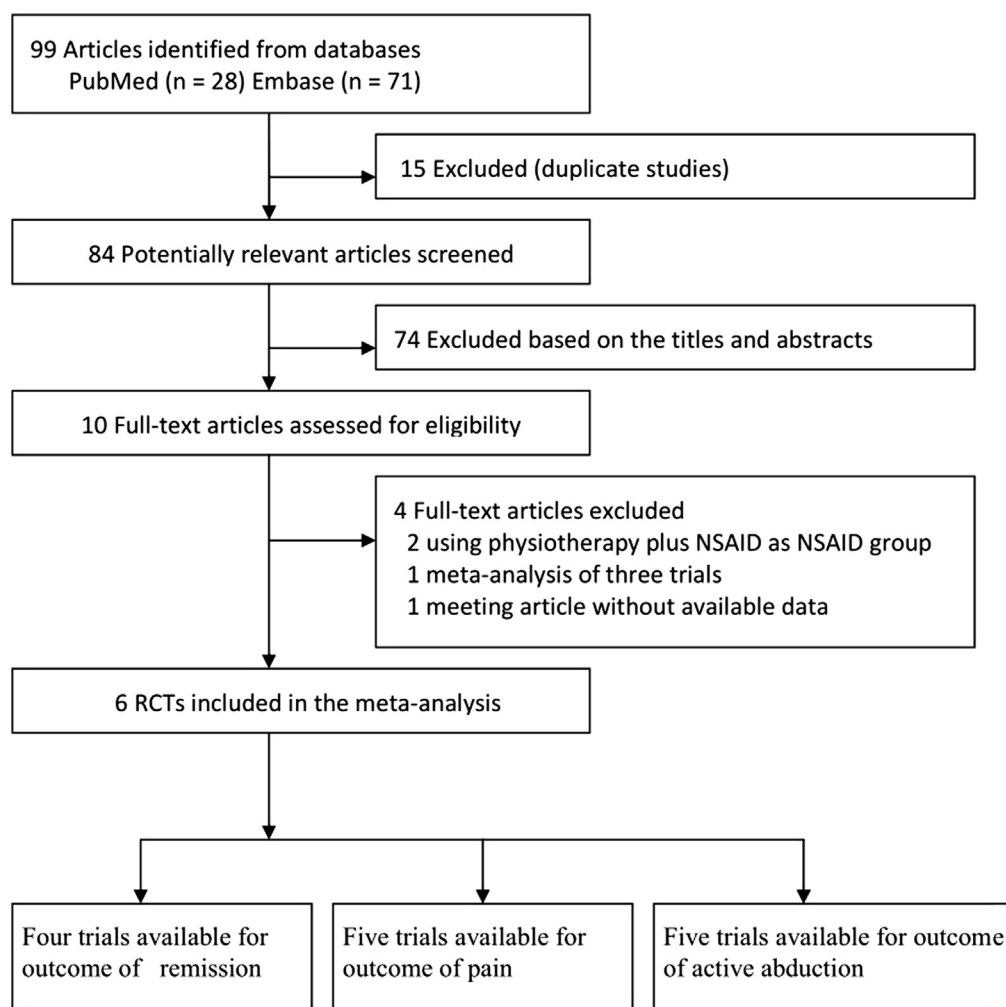 99 Articles identified from databases
PubMed (n = 28) Embase (n = 71)
15 Excluded (duplicate studies)
84 Potentially relevant articles screened
74 Excluded based on the titles and abstracts
10 Full-text articles assessed for eligibility
4 Full-text articles excluded
2 using physiotherapy plus NSAID as NSAID group
1 meta-analysis of three trials
1 meeting article without available data
6 RCTs included in the meta-analysis
Four trials available for
outcome of remission
Five trials available for
outcome of pain
Five trials available for outcome
of active abduction